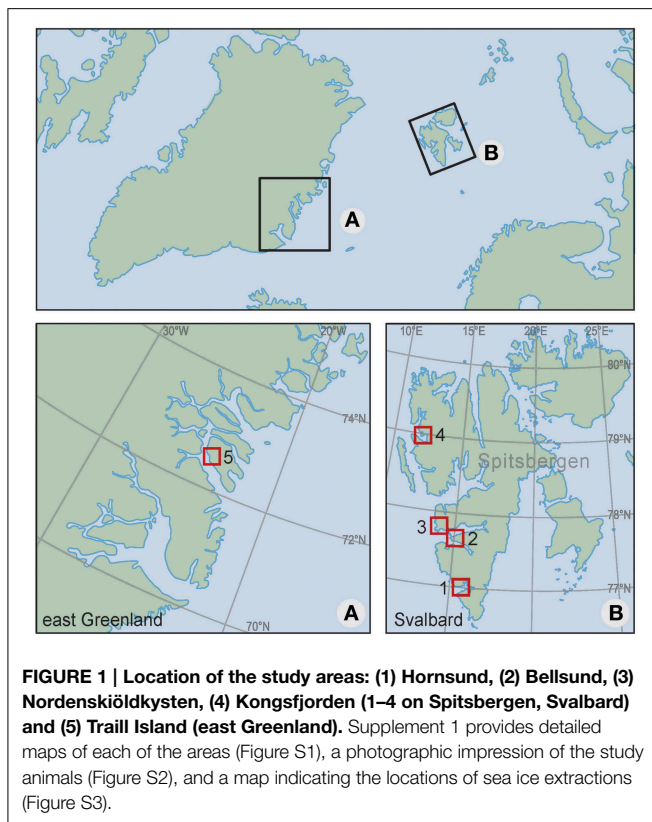 B
A
30°W
20°W
74°N
5
72°N
east Greenland
70°N
A
10°E 15°E 20°E 25°E
80°N
4
79°N
Spitsbergen
78°N
3
2
77°N
1
Svalbard
B
FIGURE 1 | Location of the study areas: (1) Hornsund, (2) Bellsund, (3)
Nordenskiöldkysten, (4) Kongsfjorden (1–4 on Spitsbergen, Svalbard)
and (5) Traill Island (east Greenland). Supplement 1 provides detailed
maps of each of the areas (Figure S1), a photographic impression of the study
animals (Figure S2), and a map indicating the locations of sea ice extractions
(Figure S3).